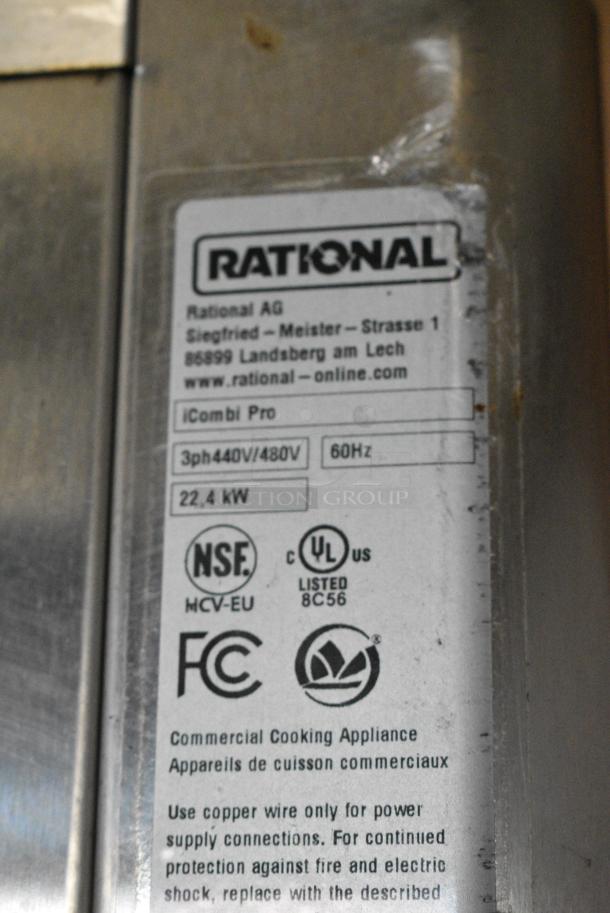 RATIONAL
Rational AG
Siegfried-Meister-Strasse 1
86899 Landsberg am Lech
www.rational-online.com
iCombi Pro
3ph440V/480V 60Hz
22,4 kW
TION GROUP
NSF. C UL US
LISTED
MCV-EU 8C56
FC ®
Commercial Cooking Appliance
Appareils de cuisson commerciaux
Use copper wire only for power
supply connections. For continued
protection against fire and electric
shock, replace with the described